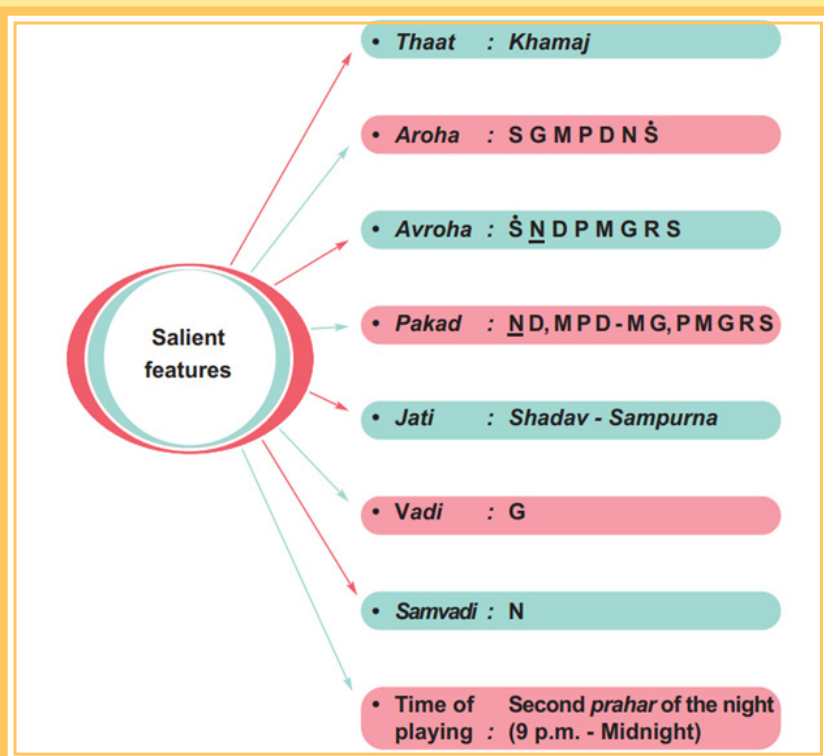 • Thaat : Khamaj
• Aroha : S G M P D N Ṡ
• Avroha : Ṡ N̲ D P M G R S
• Pakad : N̲ D, M P D - M G, P M G R S
Salient
features
• Jati : Shadav - Sampurna
• Vadi : G
• Samvadi : N
• Time of Second prahar of the night
playing : (9 p.m. - Midnight)